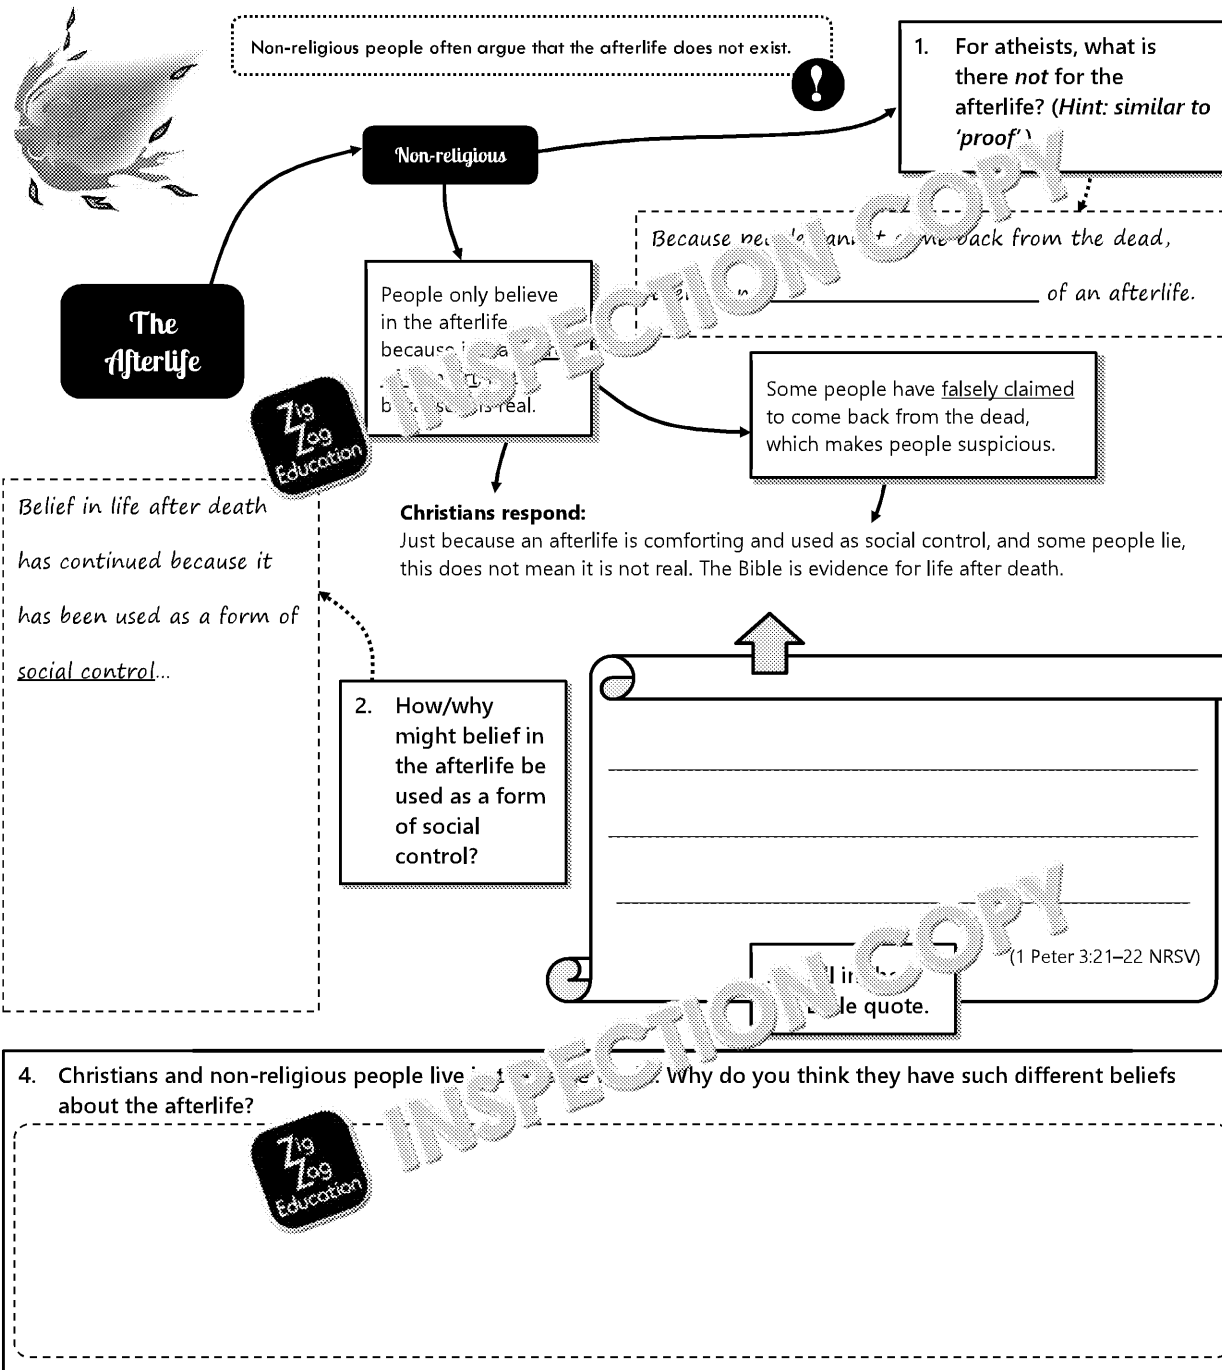 Non-religious people often argue that the afterlife does not exist.
!
1. For atheists, what is
there not for the
afterlife? (Hint: similar to
'proof')
Non-religious
Because back from the dead,
of an afterlife.
The
Afterlife
People only believe
in the afterlife
because
real.
Some people have falsely claimed
to come back from the dead,
which makes people suspicious.
Zig
Zag
Education
INSPECTION COPY
Belief in life after death
has continued because it
has been used as a form of
social control...
Christians respond:
Just because an afterlife is comforting and used as social control, and some people lie,
this does not mean it is not real. The Bible is evidence for life after death.
2. How/why
might belief in
the afterlife be
used as a form
of social
control?
(1 Peter 3:21–22 NRSV)
quote.
INSPECTION COPY
4. Christians and non-religious people live Why do you think they have such different beliefs
about the afterlife?
Zig
Zag
Education